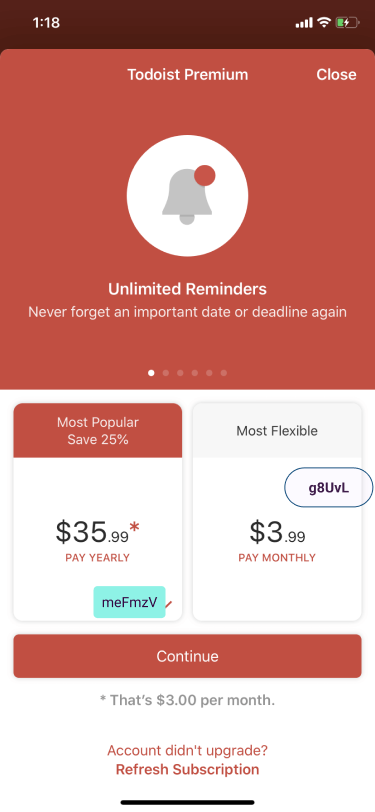 1:18
Todoist Premium
Close
Unlimited Reminders
Never forget an important date or deadline again
Most Popular
Save 25%
$35.99*
PAY YEARLY
meFmzV
Most Flexible
g8UvL
$3.99
PAY MONTHLY
Continue
* That's $3.00 per month.
Account didn't upgrade?
Refresh Subscription